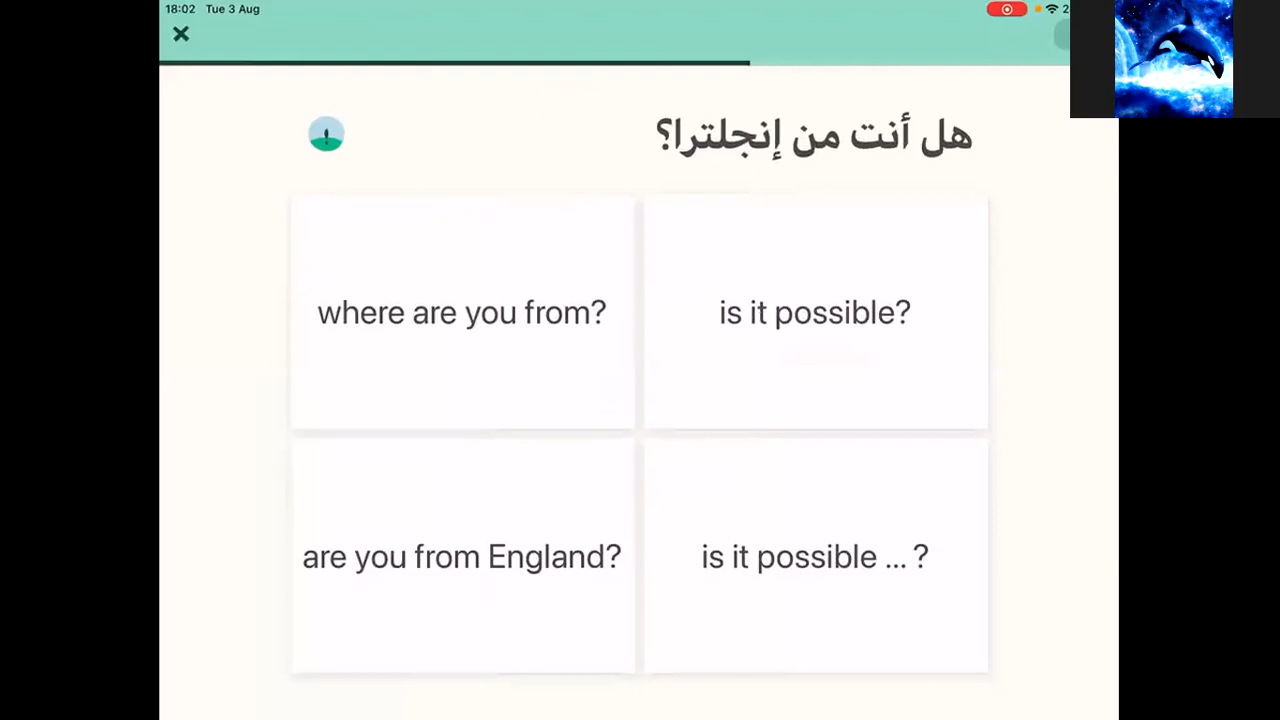 18:02 Tue 3 Aug
2
هل أنت من إنجلترا؟
where are you from?
is it possible?
are you from England?
is it possible ... ?